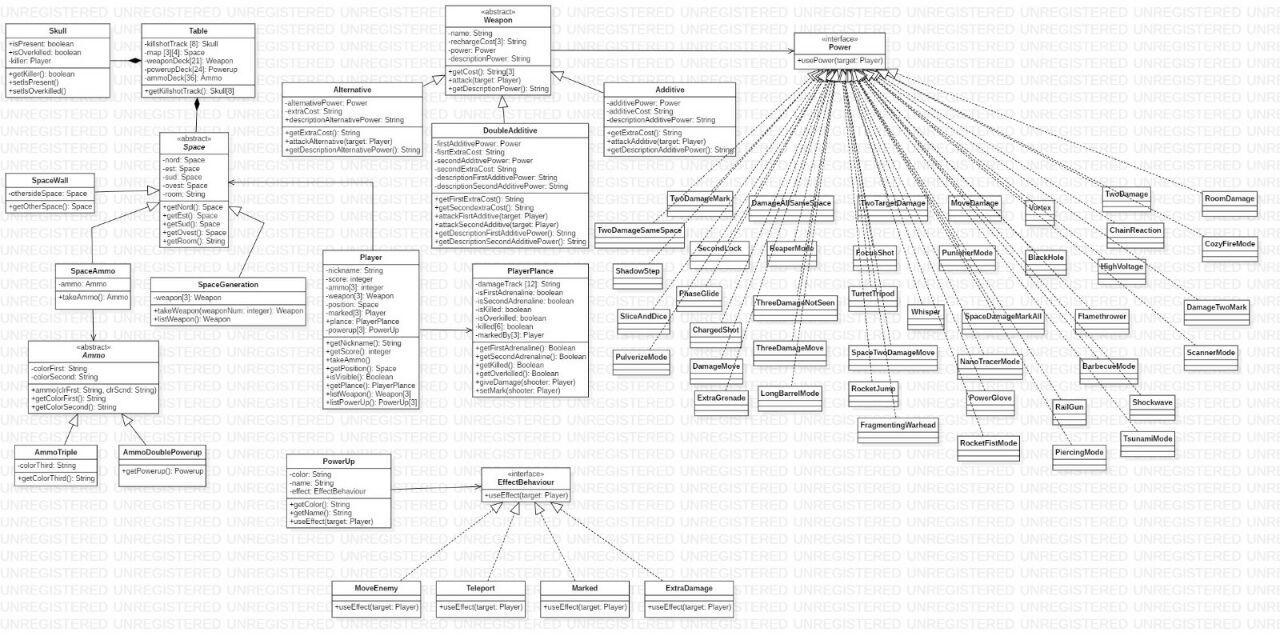 Skull
+isPresent: boolean
+isOverkilled: boolean
-killer: Player
+getKiller(): boolean
+setIsPresent()
+setIsOverkilled()
Table
-killshotTrack [8]: Skull
-map [3][4]: Space
-weaponDeck[21]: Weapon
-powerupDeck[24]: Powerup
-ammoDeck[36]: Ammo
+getKillshotTrack(): Skull[8]
«abstract»
Weapon
-name: String
-rechargeCost[3]: String
-power: Power
-descriptionPower: String
+getCost(): String[3]
+attack(target: Player)
+getDescriptionPower(): String
«interface»
Power
+usePower(target: Player)
Alternative
-alternativePower: Power
-extraCost: String
-descriptionAlternativePower: String
+getExtraCost(): String
+attackAlternative(target: Player)
+getDescriptionAlternativePower(): String
DoubleAdditive
-firstAdditivePower: Power
-fisrtExtraCost: String
-secondAdditivePower: Power
-secondExtraCost: String
-descriptionFirstAdditivePower: String
-descriptionSecondAdditivePower: String
+getFirstExtraCost(): String
+getSecondextraCost(): String
+attackFisrtAdditive(target: Player)
+attackSecondAdditive(target: Player)
+getDescriptionFirstAdditivePower(): String
+getDescriptionSecondAdditivePower(): String
Additive
-additivePower: Power
-additiveCost: String
-descriptionAdditivePower: String
+getExtraCost(): String
+attackAdditive(target: Player)
+getDescriptionAdditivePower(): String
«abstract»
Space
-nord: Space
-est: Space
-sud: Space
-ovest: Space
-room: String
+getNord(): Space
+getEst(): Space
+getSud(): Space
+getOvest(): Space
+getRoom(): String
SpaceWall
-othersideSpace: Space
+getOtherSpace(): Space
SpaceAmmo
-ammo: Ammo
+takeAmmo(): Ammo
SpaceGeneration
-weapon[3]: Weapon
+takeWeapon(weaponNum: integer): Weapon
+listWeapon(): Weapon
Player
-nickname: String
-score: integer
-ammo[3]: integer
-weapon[3]: Weapon
-position: Space
-marked[3]: Player
-plance: PlayerPlance
-powerup[3]: PowerUp
+getNickname(): String
+getScore(): integer
+takeAmmo()
+getPosition(): Space
+isVisible(): Boolean
+getPlance(): PlayerPlance
+listWeapon(): Weapon[3]
+listPowerUp(): PowerUp[3]
PlayerPlance
-damageTrack [12]: String
-isFirstAdrenaline: boolean
-isSecondAdrenaline: boolean
-isKilled: boolean
-isOverkilled: boolean
-killed[6]: boolean
-markedBy[3]: Player
+getFirstAdrenaline(): Boolean
+getSecondAdrenaline(): Boolean
+getKilled(): Boolean
+getOverkilled(): Boolean
+giveDamage(shooter: Player)
+setMark(shooter: Player)
«abstract»
Ammo
-colorFirst: String
-colorSecond: String
+ammo(clrFrst: String, clrScnd: String)
+getColorFirst(): String
+getColorSecond(): String
AmmoTriple
-colorThird: String
+getColorThird(): String
AmmoDoublePowerup
+getPowerup(): Powerup
PowerUp
-color: String
-name: String
-effect: EffectBehaviour
+getColor(): String
+getName(): String
+useEffect(target: Player)
«interface»
EffectBehaviour
+useEffect(target: Player)
MoveEnemy
+useEffect(target: Player)
Teleport
+useEffect(target: Player)
Marked
+useEffect(target: Player)
ExtraDamage
+useEffect(target: Player)
TwoDamageMark
DamageAllSameSpace
TwoTargetDamage
MoveDamage
Vortex
TwoDamage
RoomDamage
TwoDamageSameSpace
SecondLock
ReaperMode
FocusShot
PunisherMode
BlackHole
ChainReaction
CozyFireMode
ShadowStep
PhaseGlide
ThreeDamageNotSeen
TurretTripod
Whisper
SpaceDamageMarkAll
HighVoltage
Flamethrower
DamageTwoMark
SliceAndDice
ChargedShot
ThreeDamageMove
SpaceTwoDamageMove
NanoTracerMode
BarbecueMode
ScannerMode
PulverizeMode
DamageMove
ExtraGrenade
LongBarrelMode
RocketJump
PowerGlove
RailGun
Shockwave
FragmentingWarhead
RocketFistMode
PiercingMode
TsunamiMode
UNREGISTERED